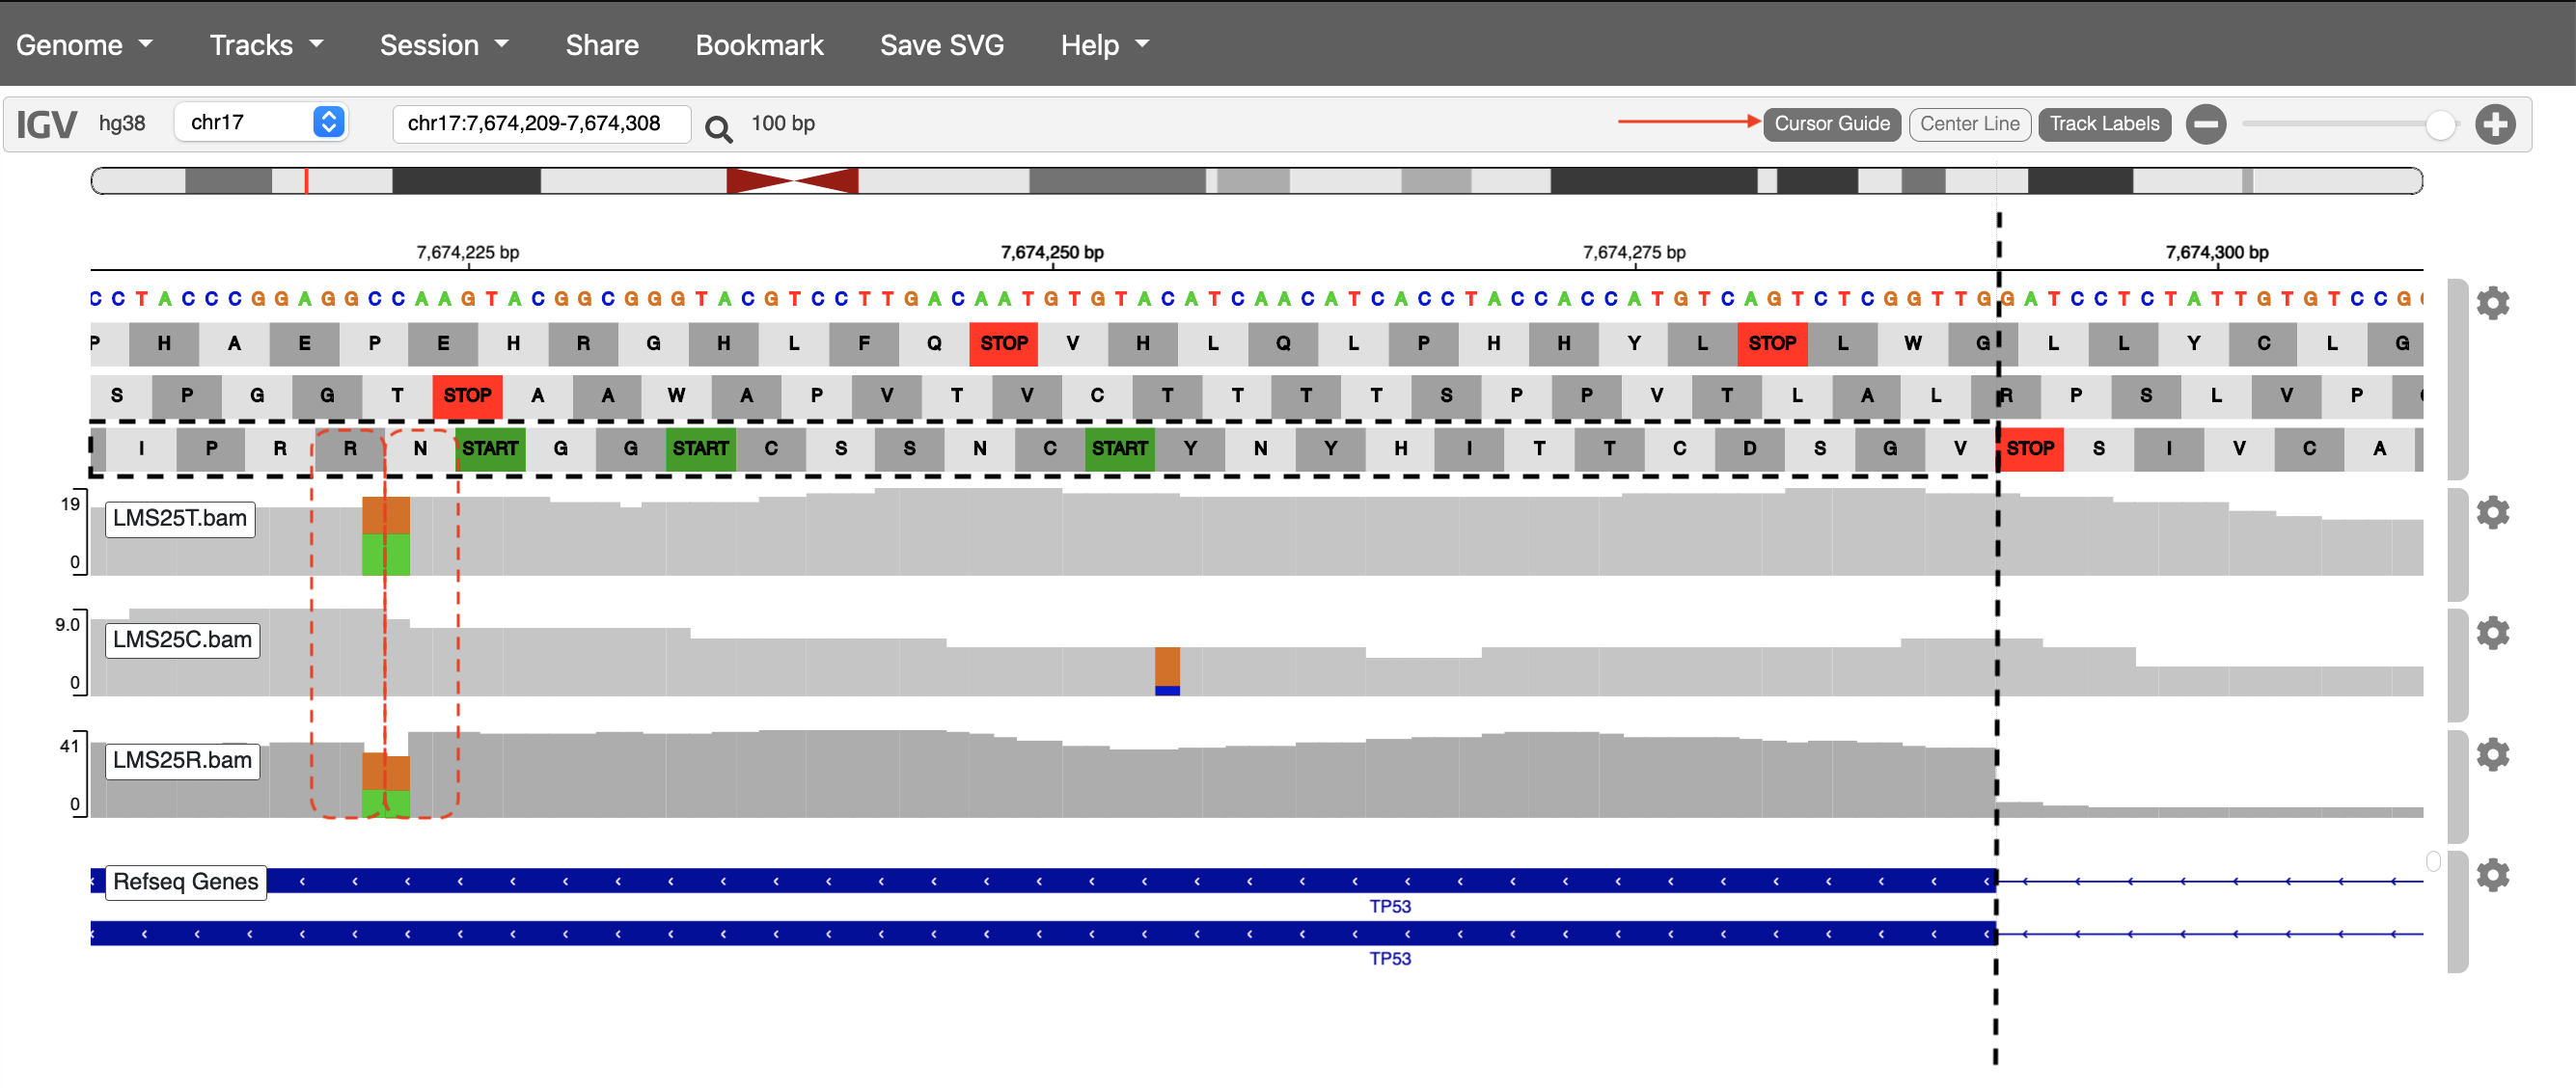 Genome Tracks Session Share Bookmark Save SVG Help
IGV hg38 chr17 chr17:7,674,209-7,674,308 100 bp Cursor Guide Center Line Track Labels
7,674,225 bp 7,674,250 bp 7,674,275 bp 7,674,300 bp
C C T A C C C G G A G G C C A A G T A C G G C G G G T A C G T C C T T G A C A A T G T G T A C A T C A A C A T C A C C T A C C A C C A T G T C A G T C T C G G T T G G A T C C T C T A T T G T G T C C G
P H A E P E H R G H L F Q STOP V H L Q L P H H Y L STOP L W G L L Y C L G
S P G G T STOP A A W A P V T V C T T T T S P P V T L A L R P S L V P
I P R R N START G G START C S S N C START Y N Y H I T T C D S G V STOP S I V C A
19
LMS25T.bam
0
9.0
LMS25C.bam
0
41
LMS25R.bam
0
Refseq Genes
TP53
TP53